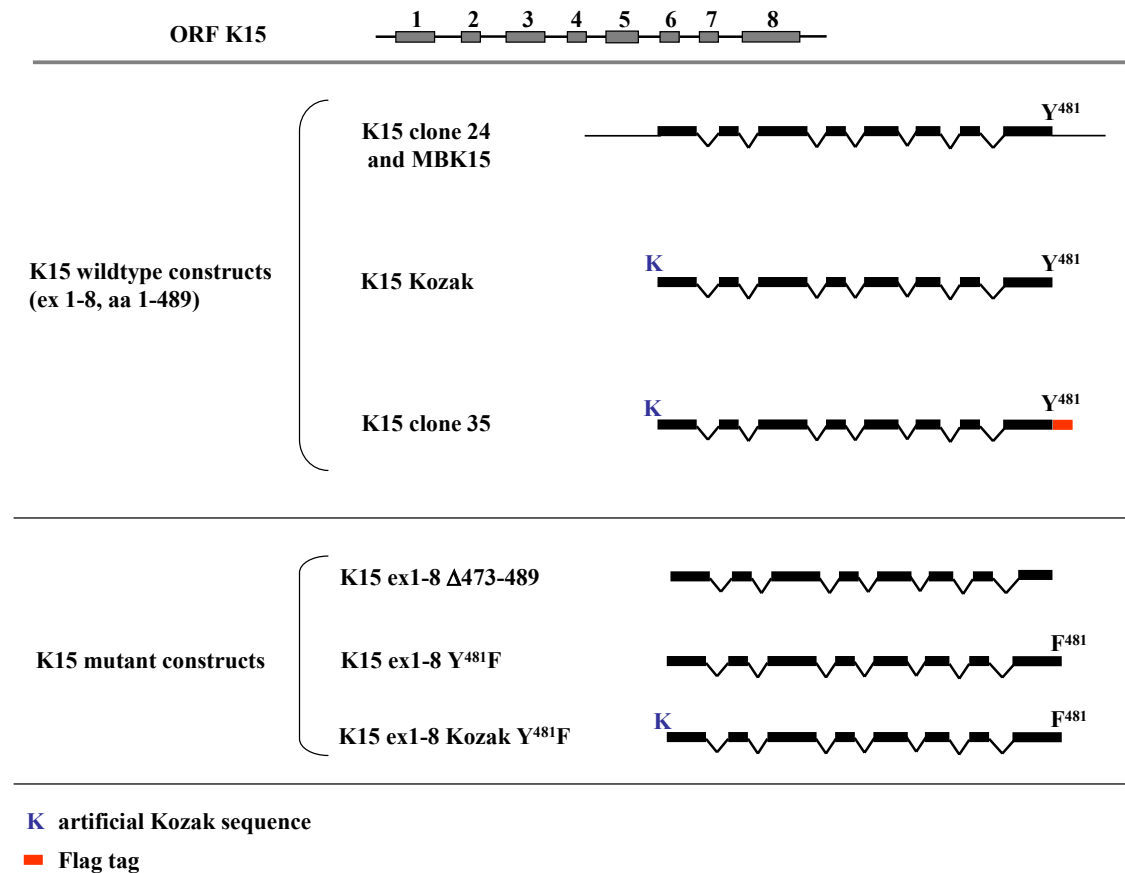 1 2 3 4 5 6 7 8
ORF K15
Y481
K15 clone 24
and MBK15
K15 wildtype constructs
(ex 1-8, aa 1-489)
K
Y481
K15 Kozak
K
Y481
K15 clone 35
K15 ex1-8 Δ473-489
K15 mutant constructs
K15 ex1-8 Y481F
F481
K
F481
K15 ex1-8 Kozak Y481F
K artificial Kozak sequence
Flag tag